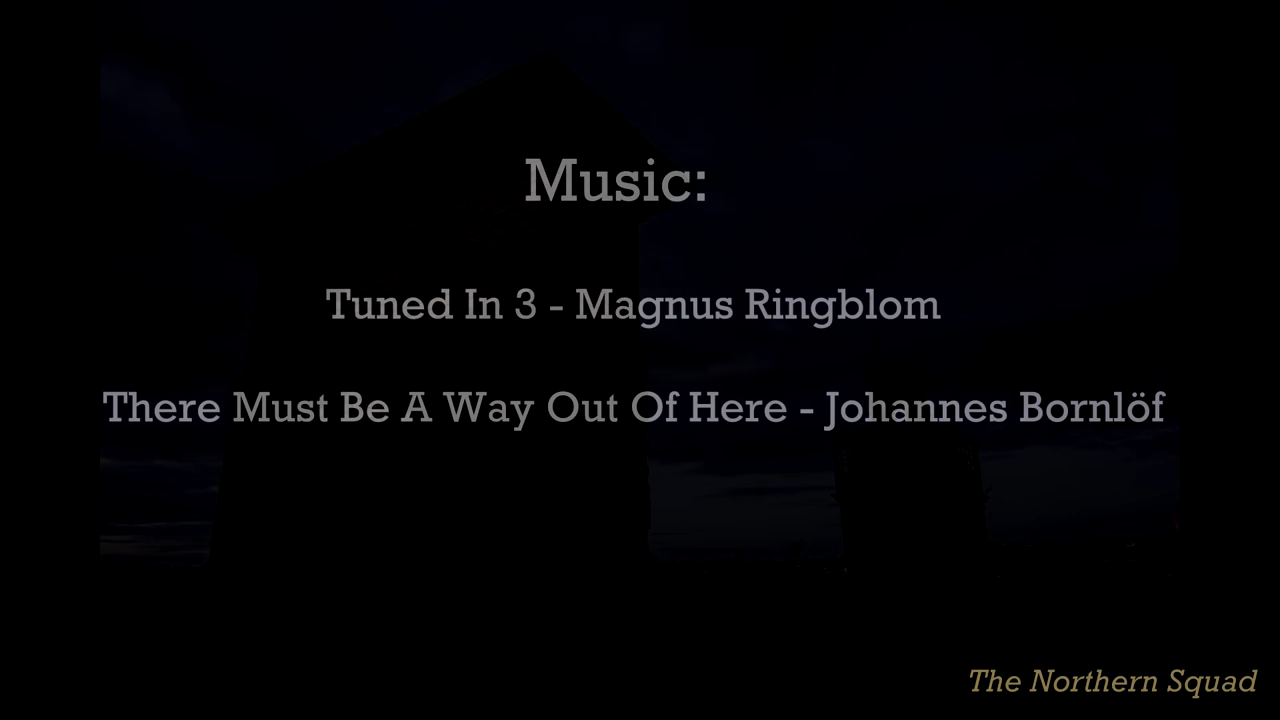 Music:
Tuned In 3 - Magnus Ringblom
There Must Be A Way Out Of Here - Johannes Bornlöf
The Northern Squad